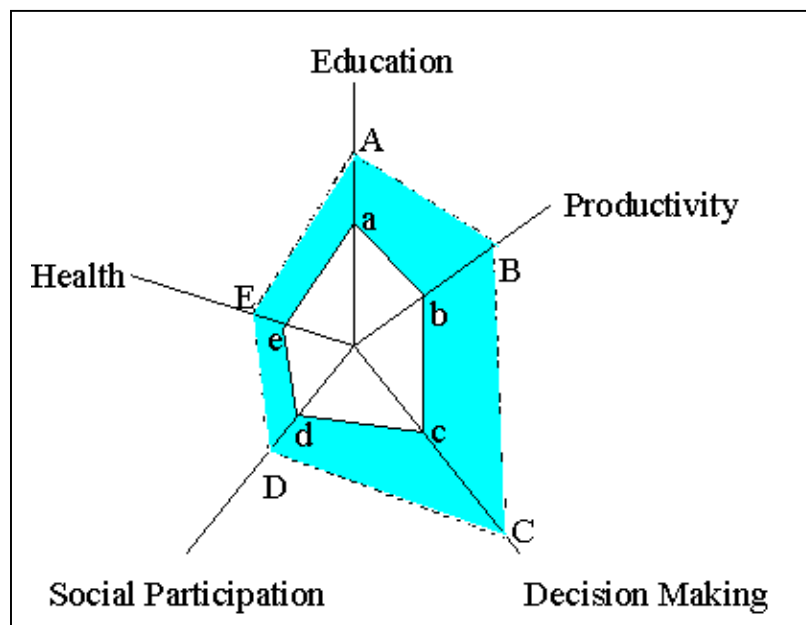 Education
A
a
Productivity
B
b
Health
E
e
c
d
D
C
Social Participation
Decision Making